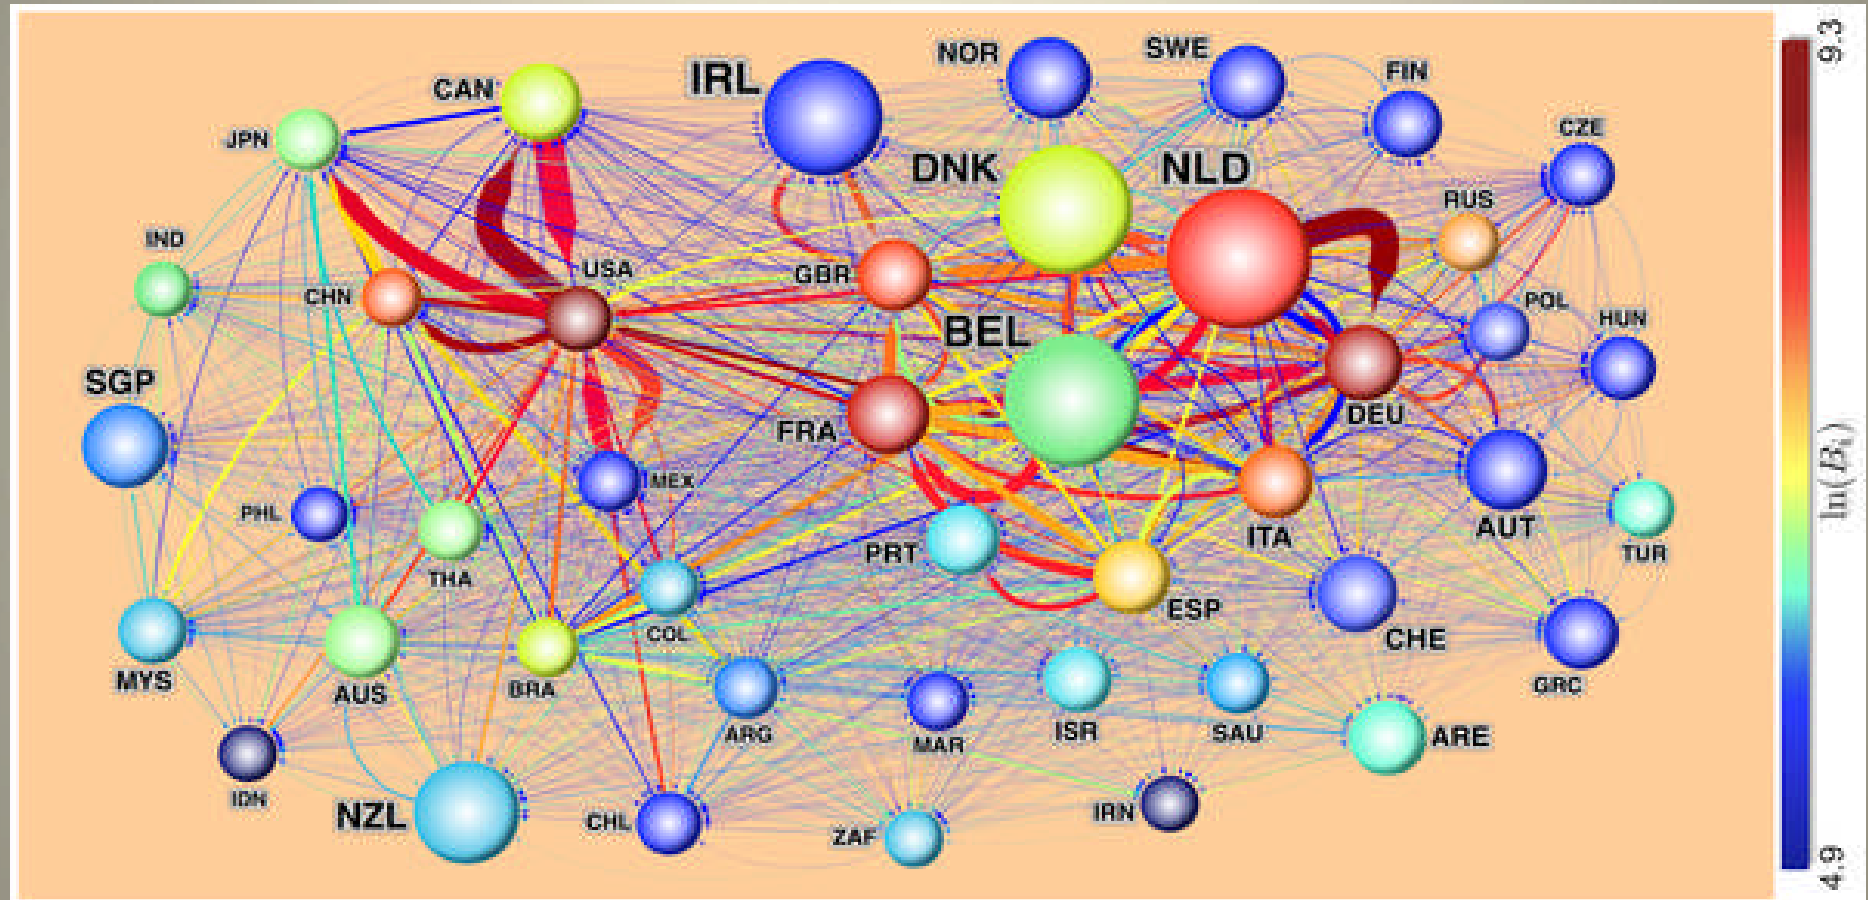 NOR
SWE
FIN
IRL
CAN
CZE
JPN
DNK
NLD
RUS
IND
USA
GBR
CHN
POL
HUN
BEL
SGP
DEU
FRA
MEX
PHL
AUT
ITA
TUR
PRT
THA
ESP
COL
CHE
MYS
AUS
BRA
GRC
ARG
MAR
ISR
SAU
ARE
IDN
NZL
CHL
ZAF
IRN
9.3
ln(Bᵢ)
4.9